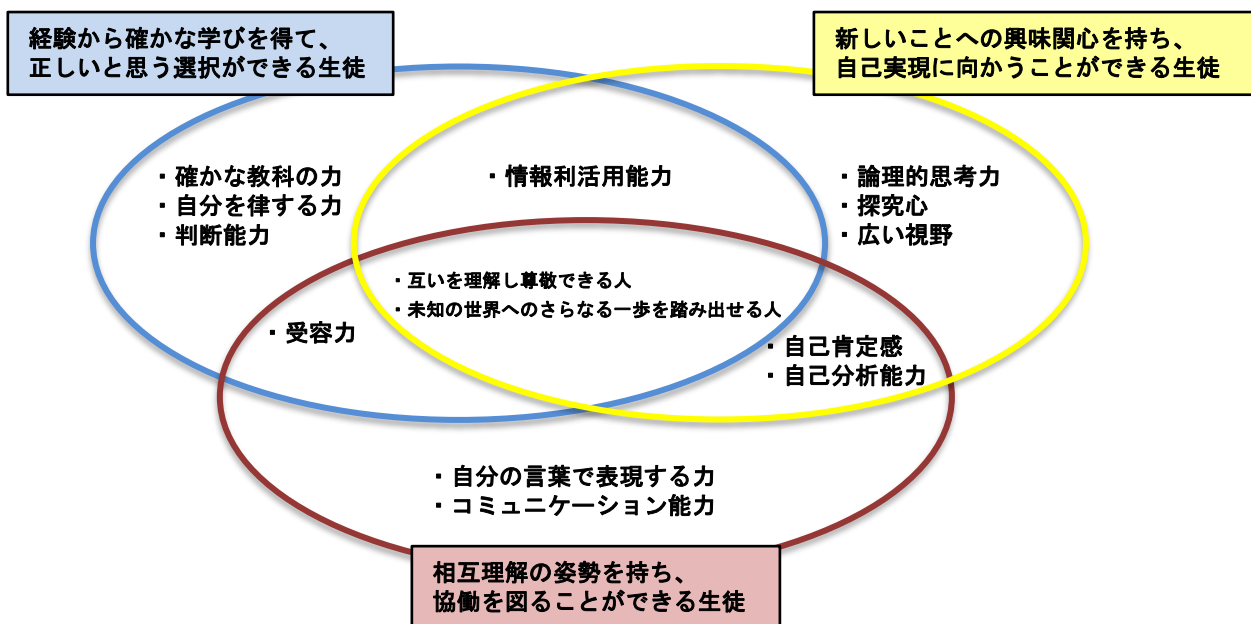 経験から確かな学びを得て、
正しいと思う選択ができる生徒
新しいことへの興味関心を持ち、
自己実現に向かうことができる生徒
・確かな教科の力
・自分を律する力
・判断能力
・情報利活用能力
・論理的思考力
・探究心
・広い視野
・互いを理解し尊敬できる人
・未知の世界へのさらなる一歩を踏み出せる人
・受容力
・自己肯定感
・自己分析能力
・自分の言葉で表現する力
・コミュニケーション能力
相互理解の姿勢を持ち、
協働を図ることができる生徒